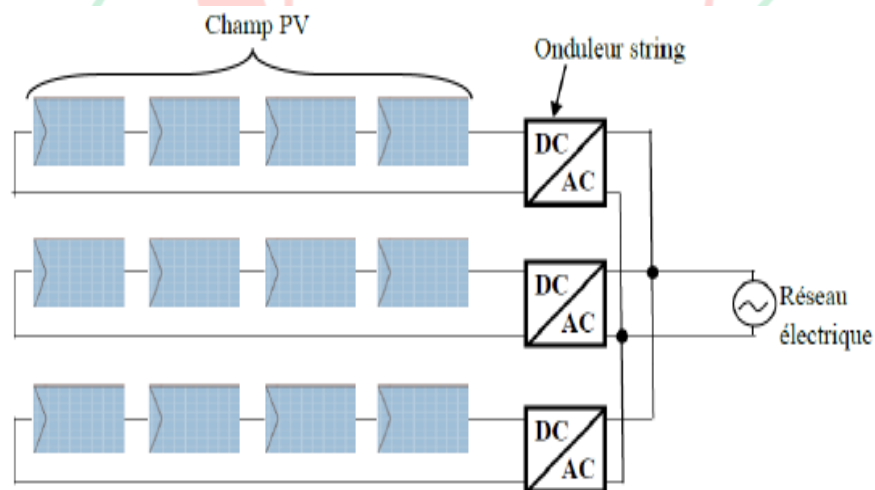 Champ PV
Onduleur string
DC
AC
DC
AC
Réseau
électrique
DC
AC